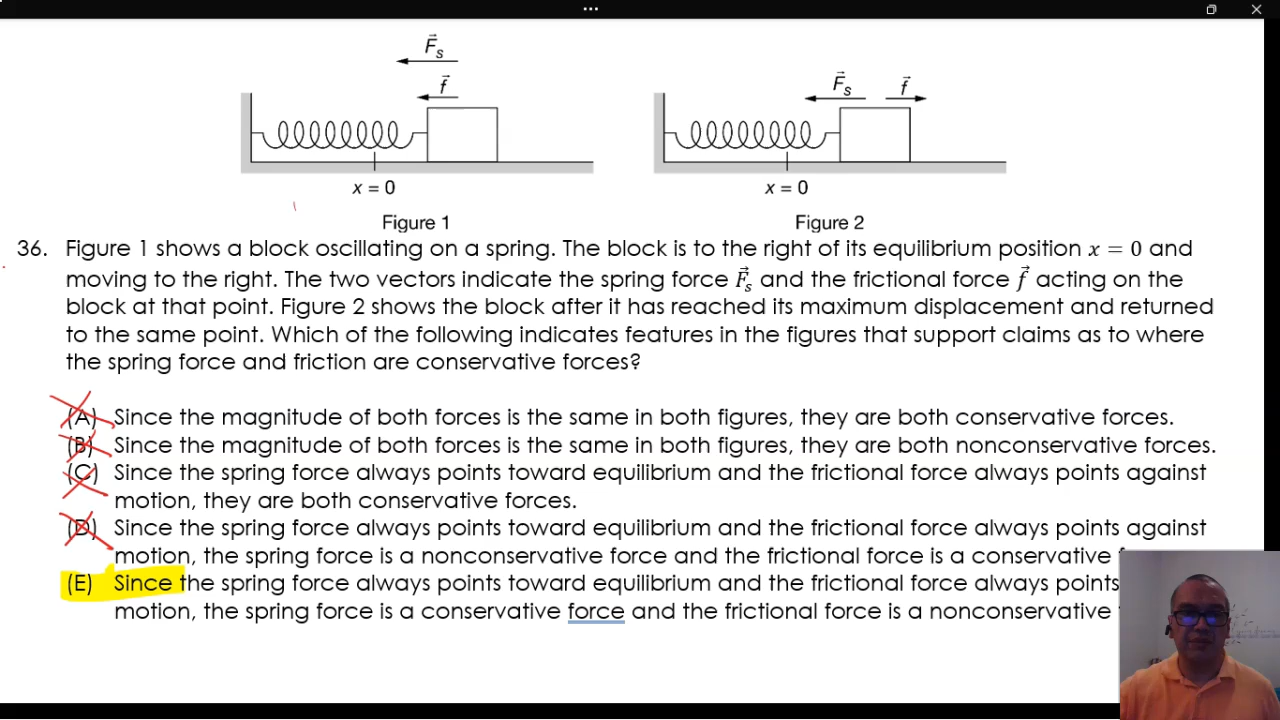 F⃗s
f⃗
F⃗s f⃗
x = 0
x = 0
Figure 1
Figure 2
36. Figure 1 shows a block oscillating on a spring. The block is to the right of its equilibrium position x = 0 and
moving to the right. The two vectors indicate the spring force F⃗s and the frictional force f⃗ acting on the
block at that point. Figure 2 shows the block after it has reached its maximum displacement and returned
to the same point. Which of the following indicates features in the figures that support claims as to where
the spring force and friction are conservative forces?
(A) Since the magnitude of both forces is the same in both figures, they are both conservative forces.
(B) Since the magnitude of both forces is the same in both figures, they are both nonconservative forces.
(C) Since the spring force always points toward equilibrium and the frictional force always points against
motion, they are both conservative forces.
(D) Since the spring force always points toward equilibrium and the frictional force always points against
motion, the spring force is a nonconservative force and the frictional force is a conservative
(E) Since the spring force always points toward equilibrium and the frictional force always points
motion, the spring force is a conservative force and the frictional force is a nonconservative